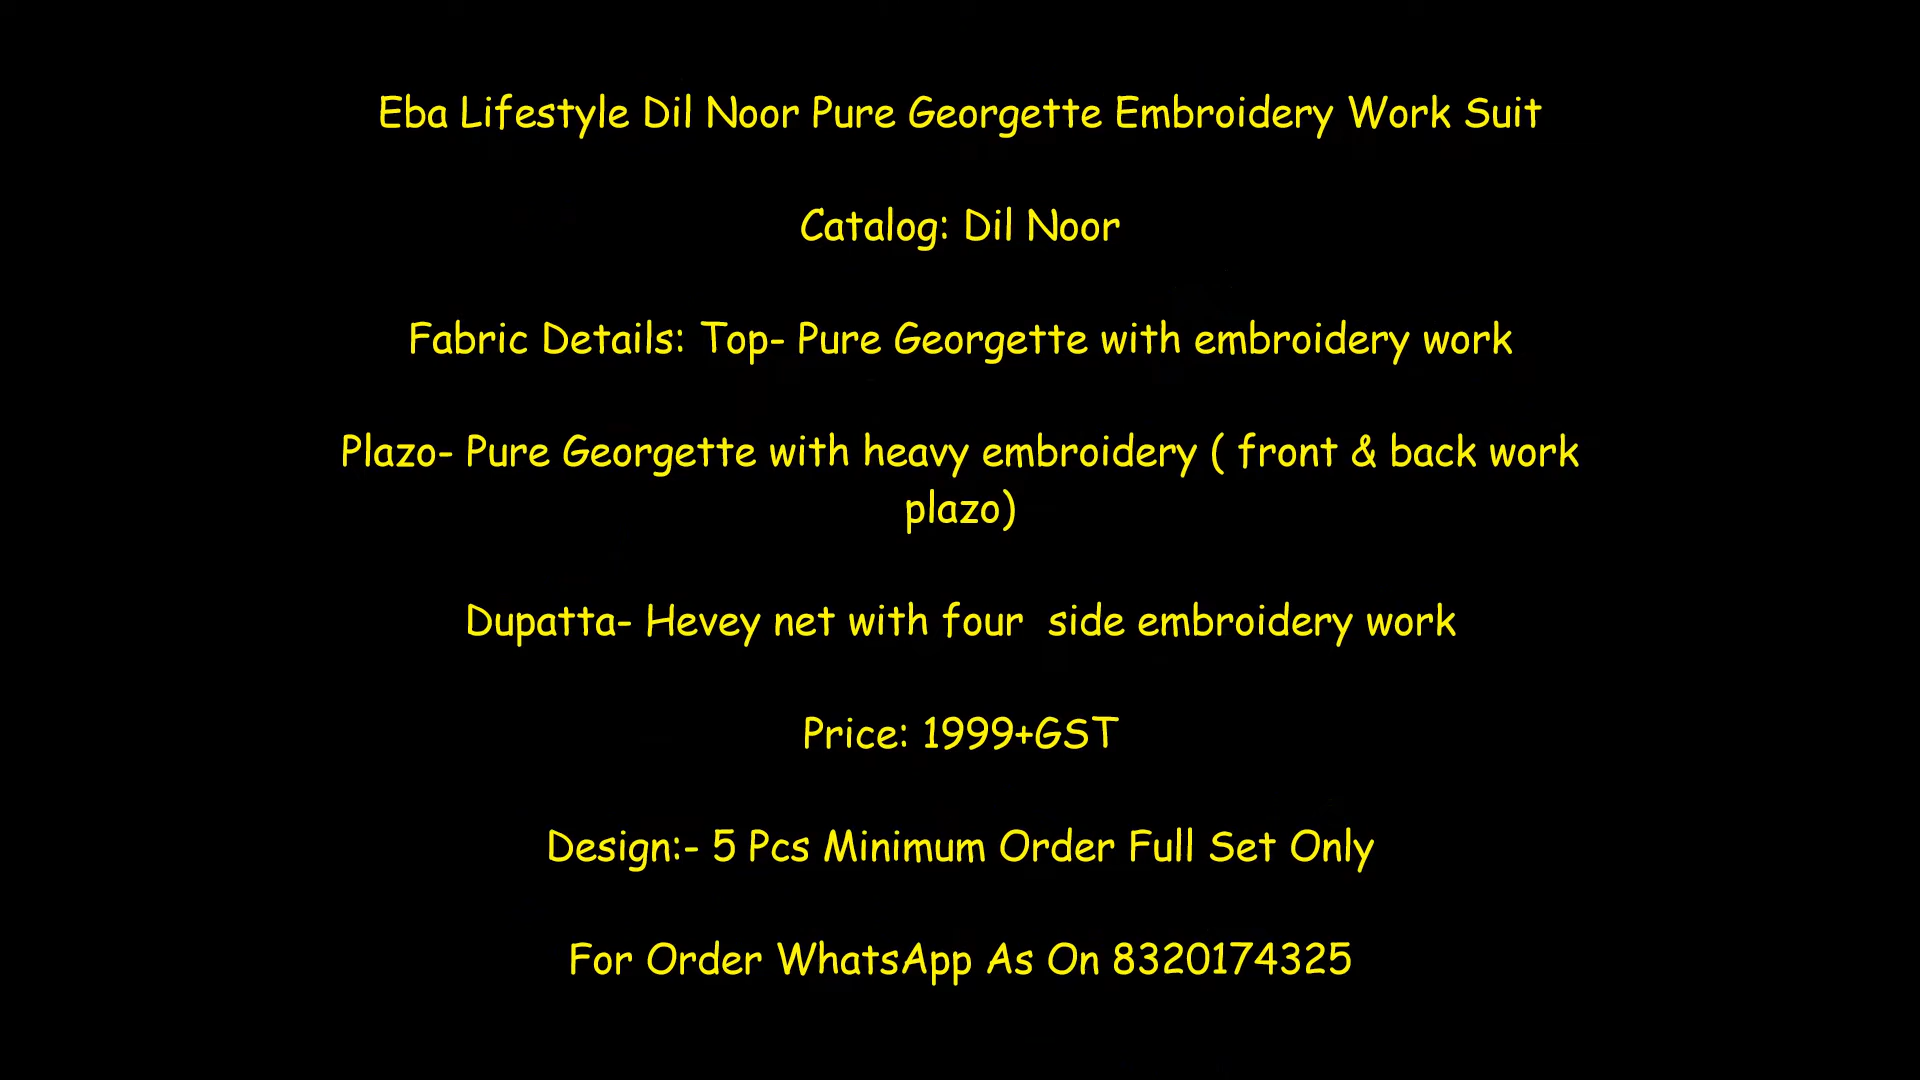 Eba Lifestyle Dil Noor Pure Georgette Embroidery Work Suit
Catalog: Dil Noor
Fabric Details: Top- Pure Georgette with embroidery work
Plazo- Pure Georgette with heavy embroidery ( front & back work
plazo)
Dupatta- Hevey net with four  side embroidery work
Price: 1999+GST
Design:- 5 Pcs Minimum Order Full Set Only
For Order WhatsApp As On 8320174325